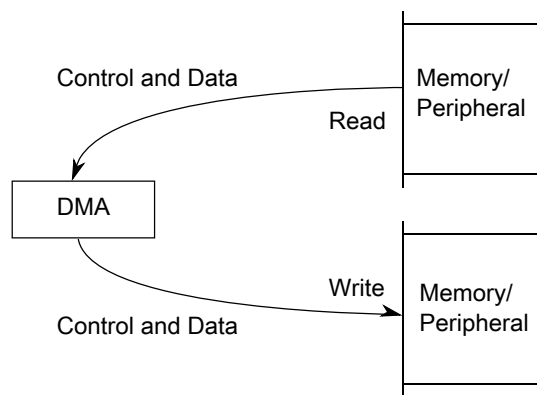 Control and Data
Memory/
Peripheral
Read
DMA
Write
Memory/
Peripheral
Control and Data